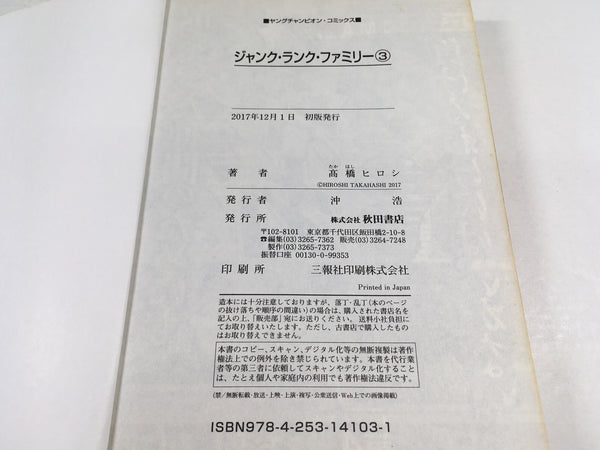 ■ヤングチャンピオン・コミックス■
ジャンク・ランク・ファミリー③
2017年12月1日 初版発行
たか はし
著者 髙橋ヒロシ
©HIROSHI TAKAHASHI 2017
発行者 沖浩
発行所 株式会社 秋田書店
〒102-8101 東京都千代田区飯田橋2-10-8
☎編集(03)3265-7362 販売(03)3264-7248
製作(03)3265-7373
振替口座 00130-0-99353
印刷所 三報社印刷株式会社
Printed in Japan
造本には十分注意しておりますが、落丁・乱丁(本のページ
の抜け落ちや順序の間違い)の場合は、購入された書店名を
記入の上、「販売部」宛にお送りください。送料小社負担に
てお取り替えいたします。ただし、古書店で購入したもの
はお取り替えできません。
本書のコピー、スキャン、デジタル化等の無断複製は著作
権法上での例外を除き禁じられています。本書を代行業
者等の第三者に依頼してスキャンやデジタル化すること
は、たとえ個人や家庭内の利用でも著作権法違反です。
(禁/無断転載・放送・上映・上演・複写・公衆送信・Web上での画像掲載)
ISBN978-4-253-14103-1